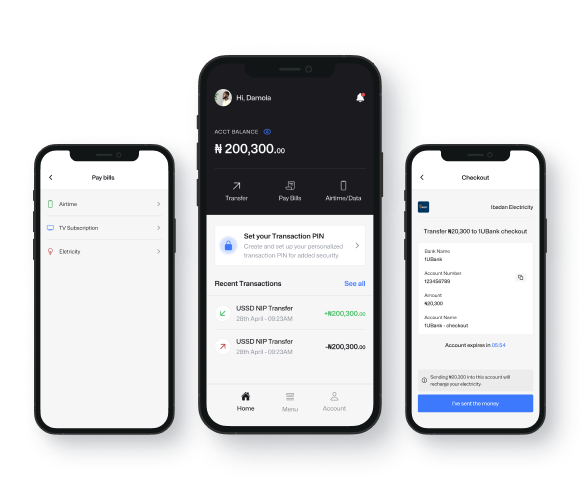 Pay bills
Airtime
TV Subscription
Eletricity
Hi, Damola
ACCT BALANCE
₦ 200,300.00
Transfer
Pay Bills
Airtime/Data
Set your Transaction PIN
Create and set up your personalized
transaction PIN for added security
Recent Transactions
See all
USSD NIP Transfer
+₦200,300.00
28th April - 09:23AM
USSD NIP Transfer
-₦200,300.00
28th April - 09:23AM
Home
Menu
Account
Checkout
Ibadan Electricity
Transfer ₦20,300 to 1UBank checkout
Bank Name
1UBank
Account Number
123456789
Amount
₦20,300
Account Name
1UBank - checkout
Account expires in 05:54
Sending ₦20,300 into this account will
recharge your electricity.
I've sent the money